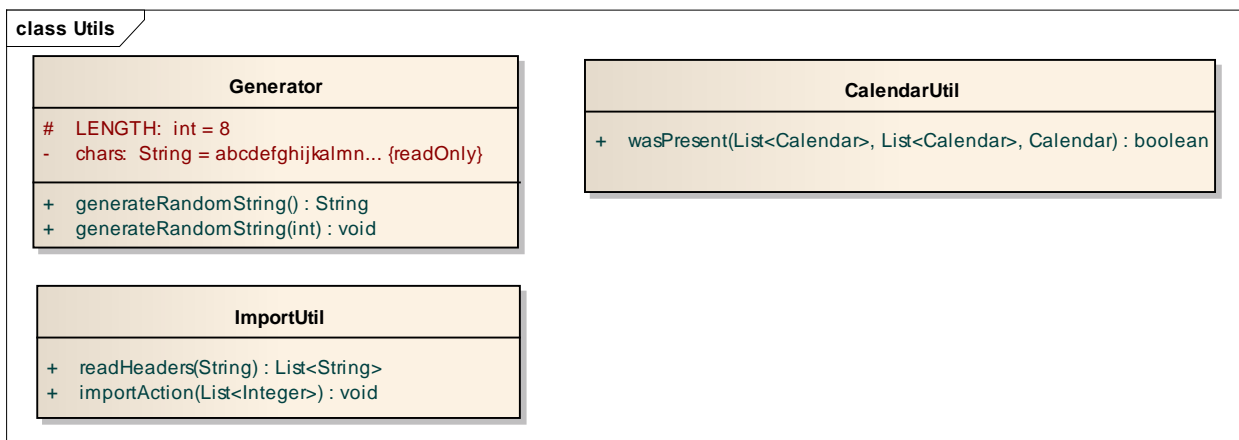 class Utils
Generator
# LENGTH: int = 8
- chars: String = abcdefghijkalmn... {readOnly}
+ generateRandomString() : String
+ generateRandomString(int) : void
CalendarUtil
+ wasPresent(List<Calendar>, List<Calendar>, Calendar) : boolean
ImportUtil
+ readHeaders(String) : List<String>
+ importAction(List<Integer>) : void